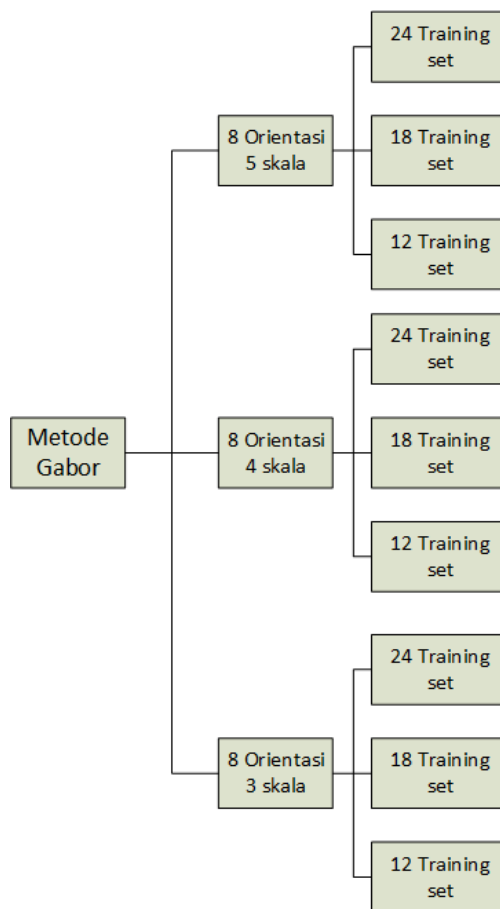 24 Training
set
8 Orientasi
5 skala
18 Training
set
12 Training
set
24 Training
set
Metode
Gabor
8 Orientasi
4 skala
18 Training
set
12 Training
set
24 Training
set
8 Orientasi
3 skala
18 Training
set
12 Training
set